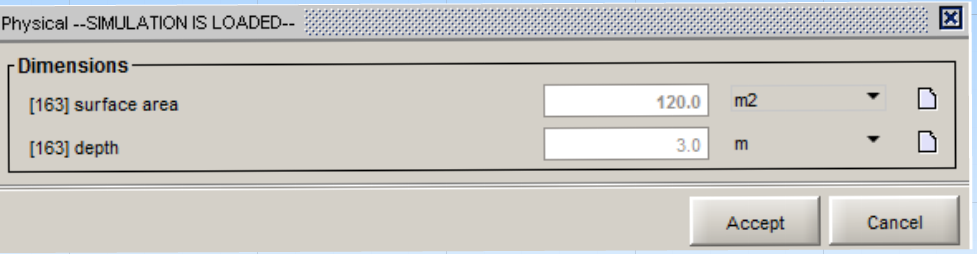 Physical --SIMULATION IS LOADED--
Dimensions
[163] surface area 120.0 m2
[163] depth 3.0 m
Accept Cancel